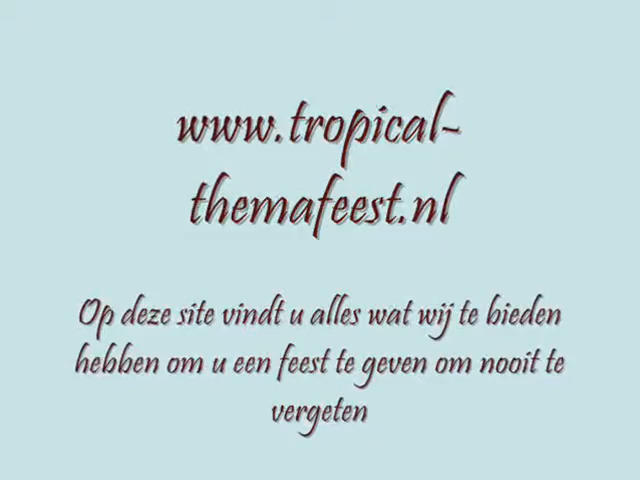 www.tropical-
themafeest.nl
Op deze site vindt u alles wat wij te bieden
hebben om u een feest te geven om nooit te
vergeten